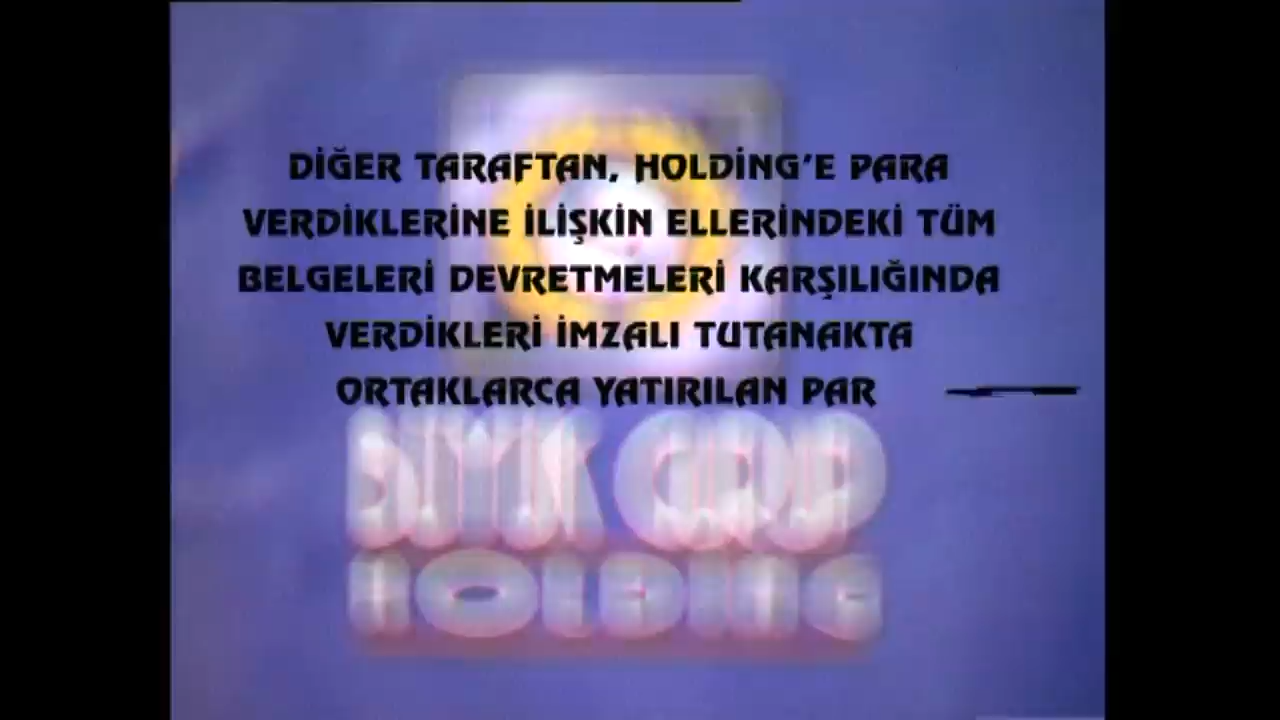 DİĞER TARAFTAN, HOLDİNG'E PARA
VERDİKLERİNE İLİŞKİN ELLERİNDEKİ TÜM
BELGELERİ DEVRETMELERİ KARŞILIĞINDA
VERDİKLERİ İMZALI TUTANAKTA
ORTAKLARCA YATIRILAN PAR
HOLDING